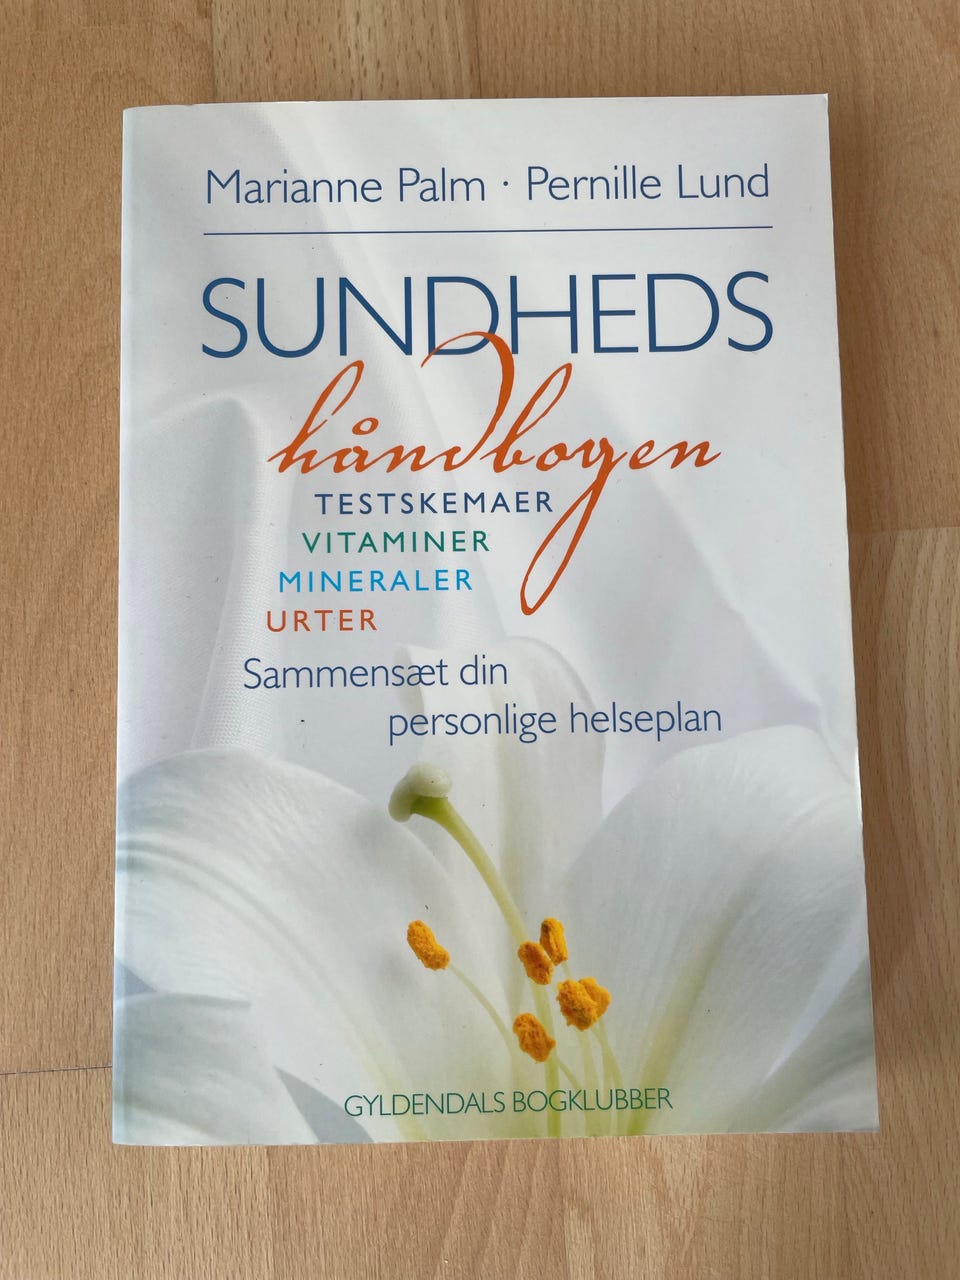 Marianne Palm · Pernille Lund
SUNDHEDS
håndbogen
TESTSKEMAER
VITAMINER
MINERALER
URTER
Sammensæt din
personlige helseplan
GYLDENDALS BOGKLUBBER